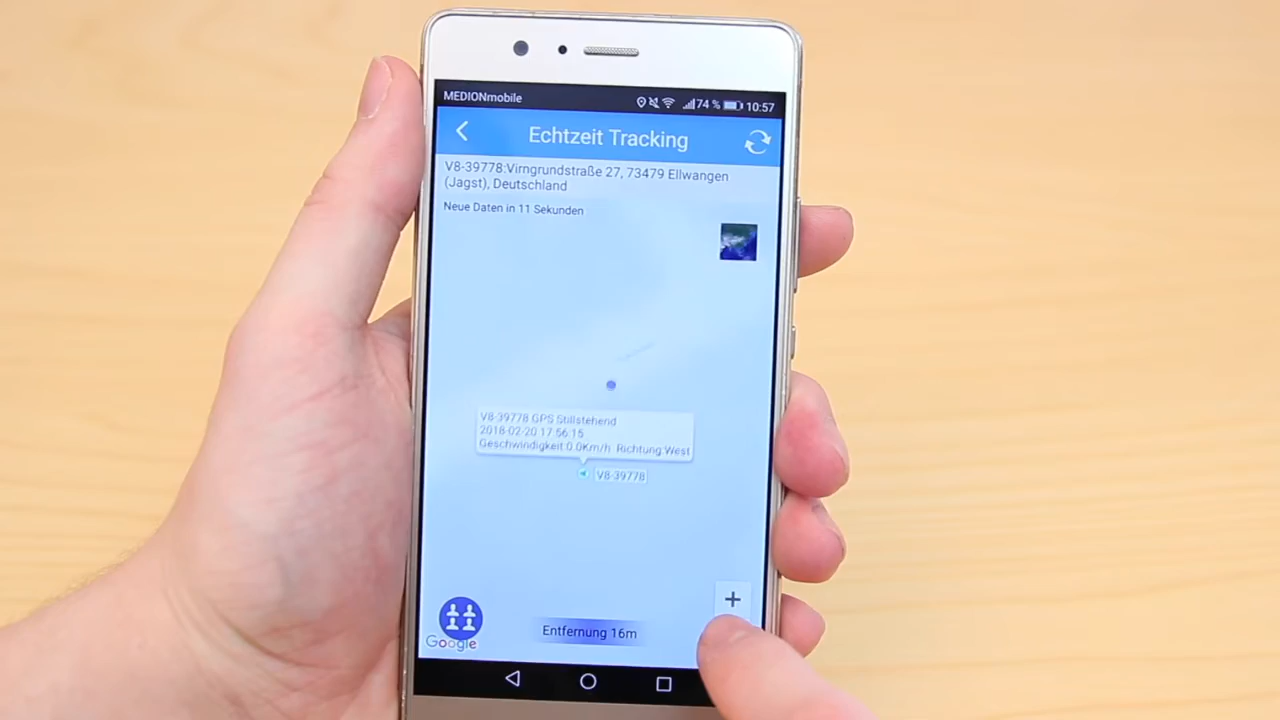 MEDIONmobile
74 % 10:57
Echtzeit Tracking
V8-39778:Virngrundstraße 27, 73479 Ellwangen
(Jagst), Deutschland
Neue Daten in 11 Sekunden
V8-39778 GPS Stillstehend
2018-02-20 17:56:15
Geschwindigkeit:0.0Km/h Richtung:West
V8-39778
+
Entfernung 16m
Google